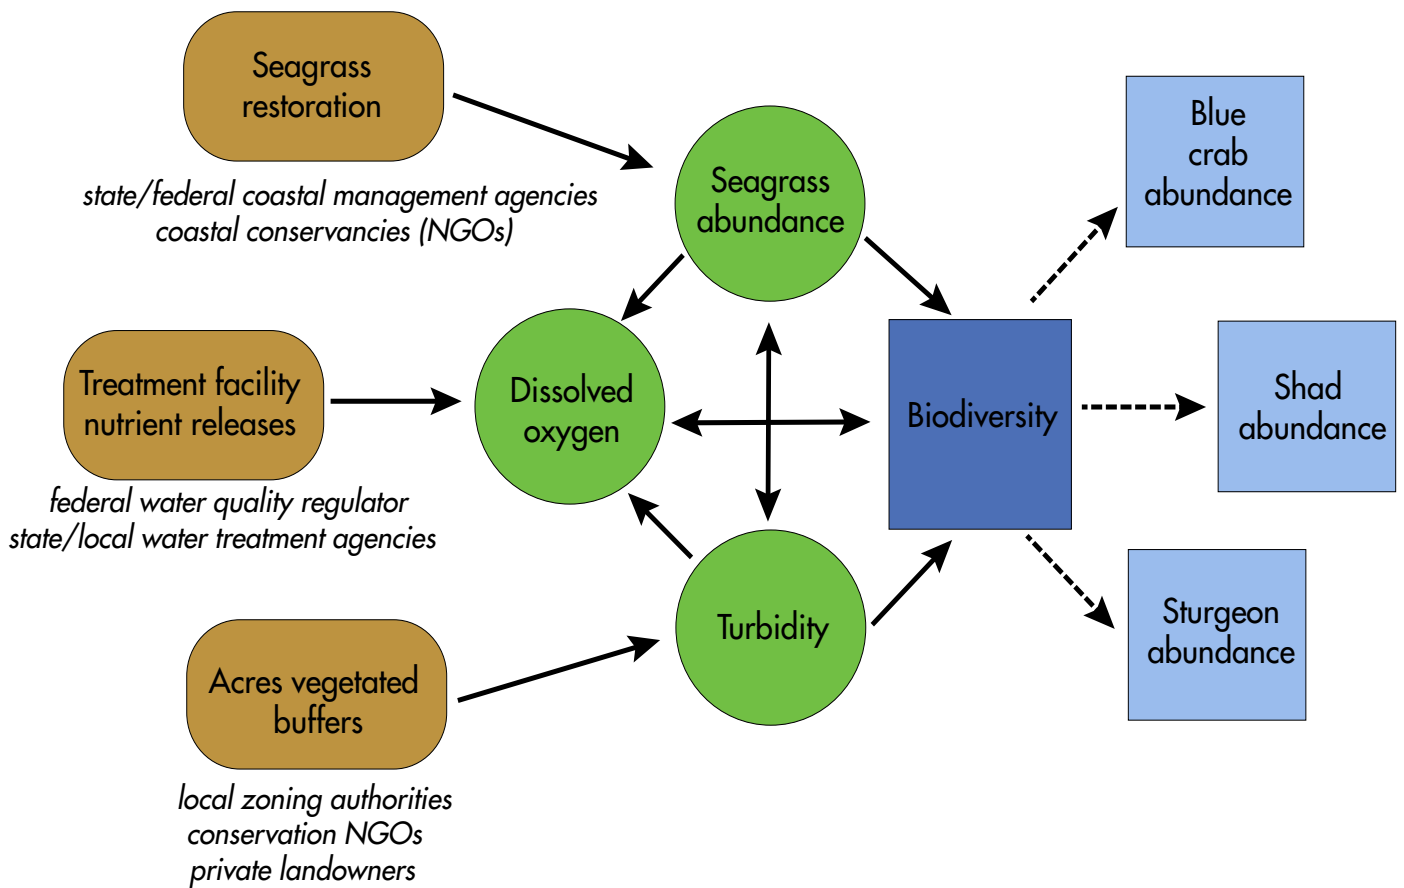 Seagrass
restoration
state/federal coastal management agencies
coastal conservancies (NGOs)
Treatment facility
nutrient releases
federal water quality regulator
state/local water treatment agencies
Acres vegetated
buffers
local zoning authorities
conservation NGOs
private landowners
Seagrass
abundance
Dissolved
oxygen
Turbidity
Biodiversity
Blue
crab
abundance
Shad
abundance
Sturgeon
abundance